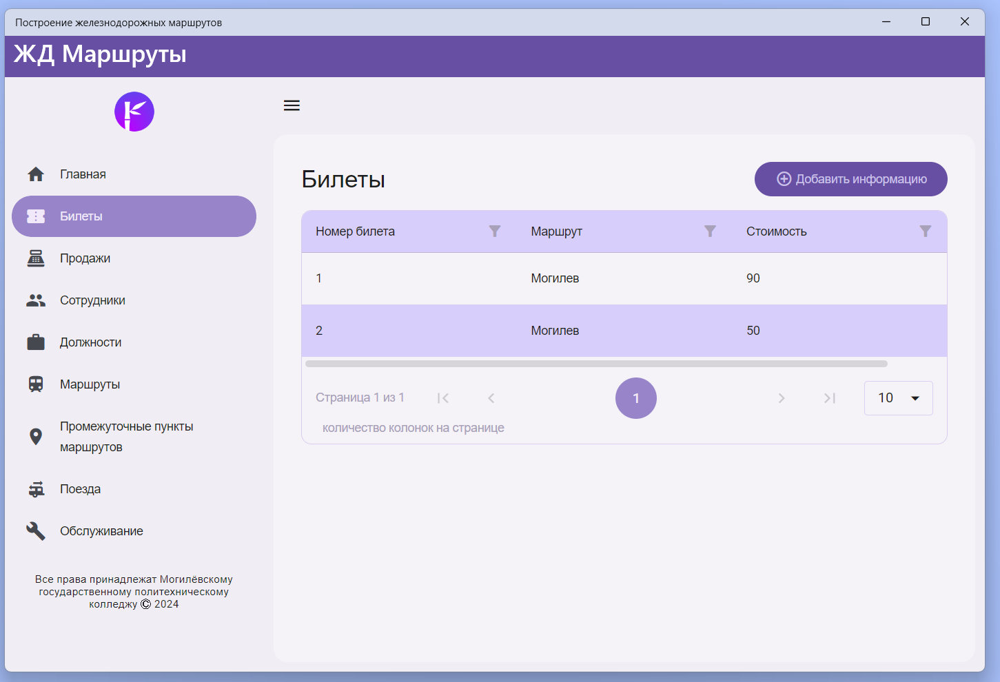 Построение железнодорожных маршрутов
ЖД Маршруты
Главная
Билеты
Продажи
Сотрудники
Должности
Маршруты
Промежуточные пункты
маршрутов
Поезда
Обслуживание
Все права принадлежат Могилёвскому
государственному политехническому
колледжу © 2024
Билеты
Добавить информацию
Номер билета Маршрут Стоимость
1 Могилев 90
2 Могилев 50
Страница 1 из 1 1 10
количество колонок на странице